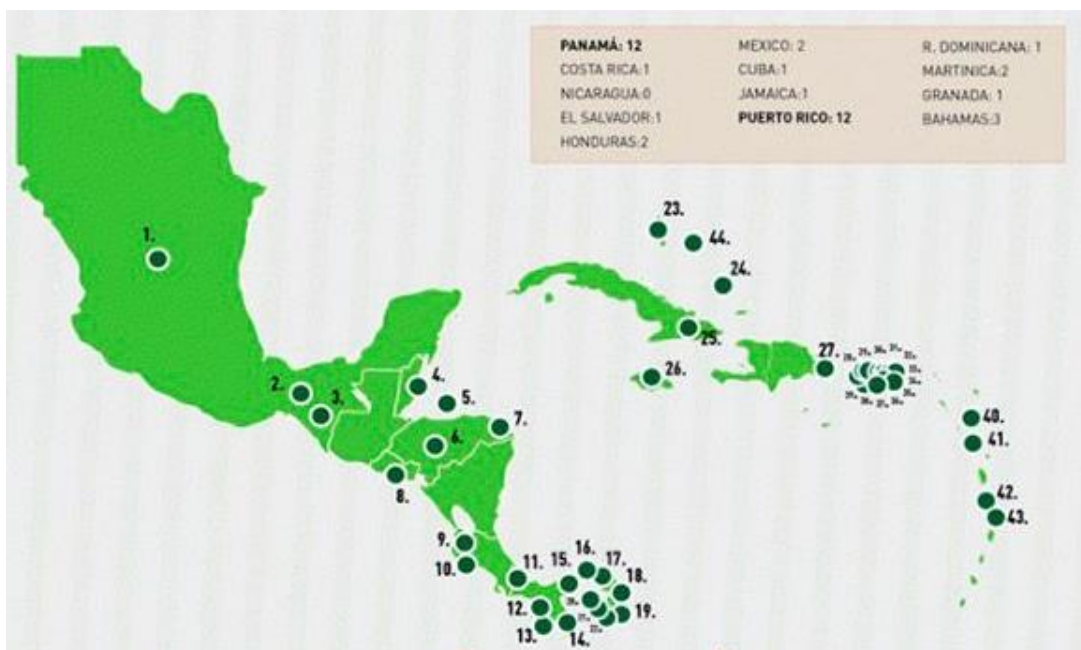 PANAMÁ: 12
COSTA RICA:1
NICARAGUA:0
EL SALVADOR:1
HONDURAS:2
MEXICO: 2
CUBA:1
JAMAICA:1
PUERTO RICO: 12
R. DOMINICANA: 1
MARTINICA:2
GRANADA: 1
BAHAMAS:3
23.
44.
24.
1.
25.
27.
26.
4.
2.
5.
3.
7.
6.
40.
41.
8.
42.
43.
9.
10.
11.
15.
16.
17.
18.
12.
19.
13.
14.